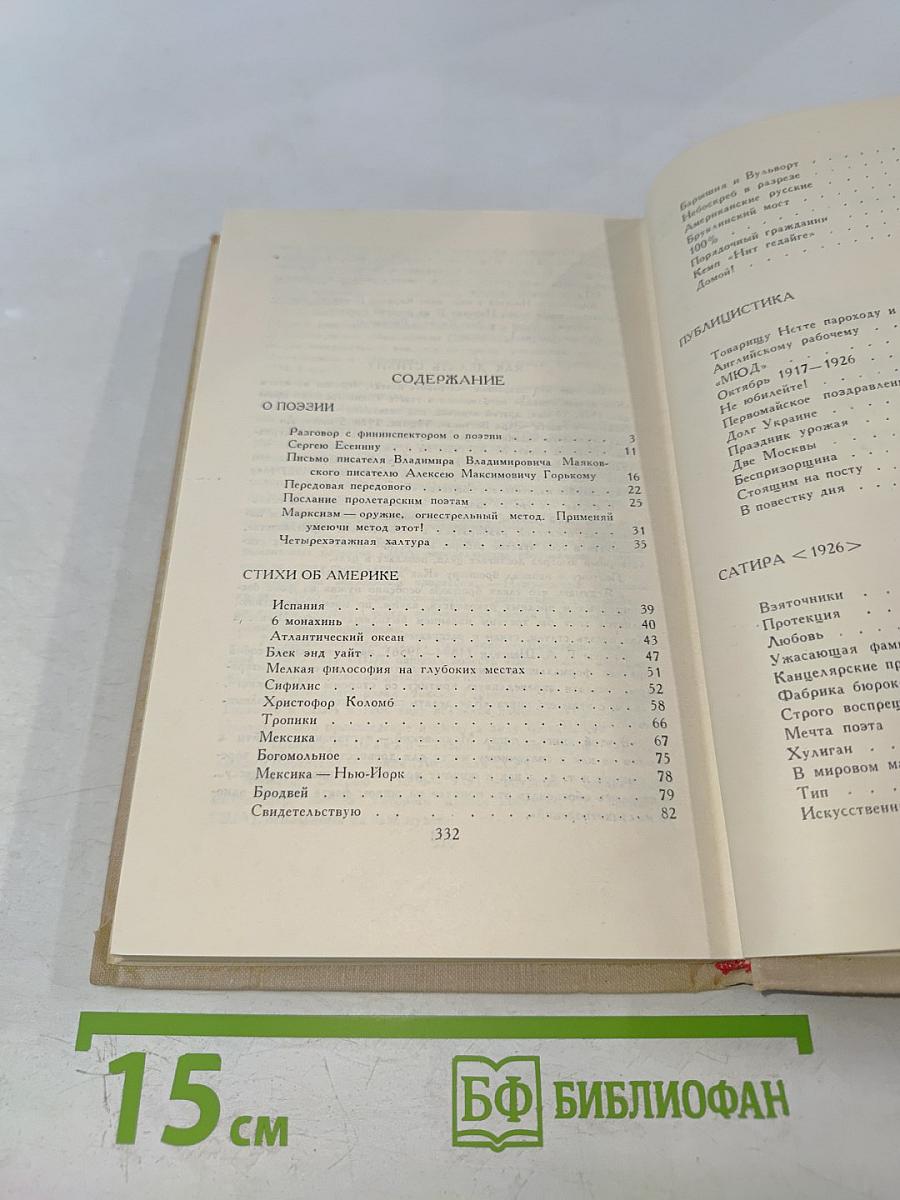 СОДЕРЖАНИЕ
О ПОЭЗИИ
Разговор с фининспектором о поэзии . . . . . . . 3
Сергею Есенину . . . . . . . . . . . . . . 11
Письмо писателя Владимира Владимировича Маяков-
ского писателю Алексею Максимовичу Горькому 16
Передовая передового . . . . . . . . . . . . 22
Послание пролетарским поэтам . . . . . . . . . 25
Марксизм — оружие, огнестрельный метод. Применяй
умеючи метод этот! . . . . . . . . . . . 31
Четырехэтажная халтура . . . . . . . . . . . 35
СТИХИ ОБ АМЕРИКЕ
Испания . . . . . . . . . . . . . . . . . 39
6 монахинь . . . . . . . . . . . . . . . . 40
Атлантический океан . . . . . . . . . . . . . 43
Блек энд уайт . . . . . . . . . . . . . . . 47
Мелкая философия на глубоких местах . . . . . . 51
Сифилис . . . . . . . . . . . . . . . . . 52
Христофор Коломб . . . . . . . . . . . . . . 58
Тропики . . . . . . . . . . . . . . . . . 66
Мексика . . . . . . . . . . . . . . . . . 67
Богомольное . . . . . . . . . . . . . . . . 75
Мексика — Нью-Йорк . . . . . . . . . . . . . 78
Бродвей . . . . . . . . . . . . . . . . . 79
Свидетельствую . . . . . . . . . . . . . . . 82
332
Барышня и Вульворт . . . . .
Небоскреб в разрезе . . . . .
Американские русские . . . .
Бруклинский мост . . . . . .
100% . . . . . . . . .
Порядочный гражданин . . . .
Кемп «Нит гедайге» . . . . .
Домой! . . . . . . . . .
ПУБЛИЦИСТИКА
Товарищу Нетте пароходу и
Английскому рабочему . .
«МЮД» . . . . . . .
Октябрь 1917—1926 . . .
Не юбилейте! . . . . .
Первомайское поздравлени
Долг Украине . . . . .
Праздник урожая . . . .
Две Москвы . . . . .
Беспризорщина . . . . .
Стоящим на посту . . .
В повестку дня . . . .
САТИРА <1926>
Взяточники . . .
Протекция . . .
Любовь . . . .
Ужасающая фами
Канцелярские пр
Фабрика бюрок
Строго воспрещ
Мечта поэта
Хулиган . . .
В мировом ма
Тип . . . .
Искусственн
15 см
БФ БИБЛИОФАН